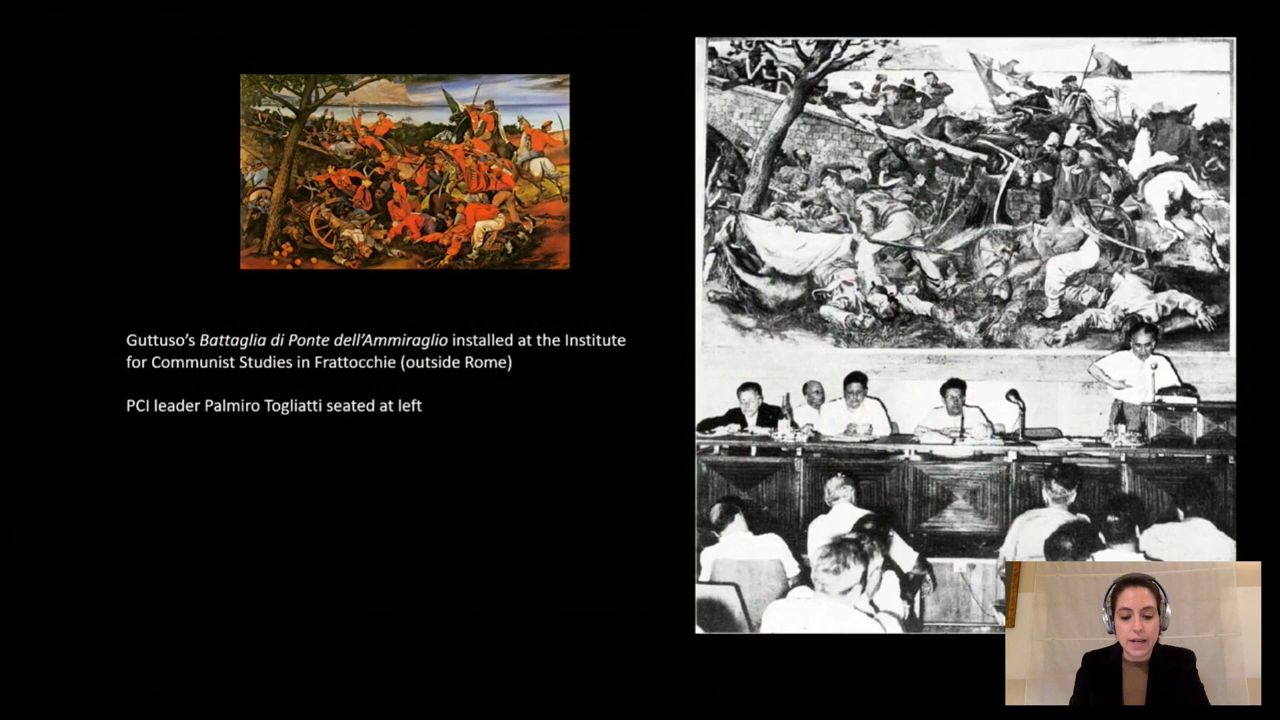 Guttuso’s Battaglia di Ponte dell’Ammiraglio installed at the Institute
for Communist Studies in Frattocchie (outside Rome)
PCI leader Palmiro Togliatti seated at left